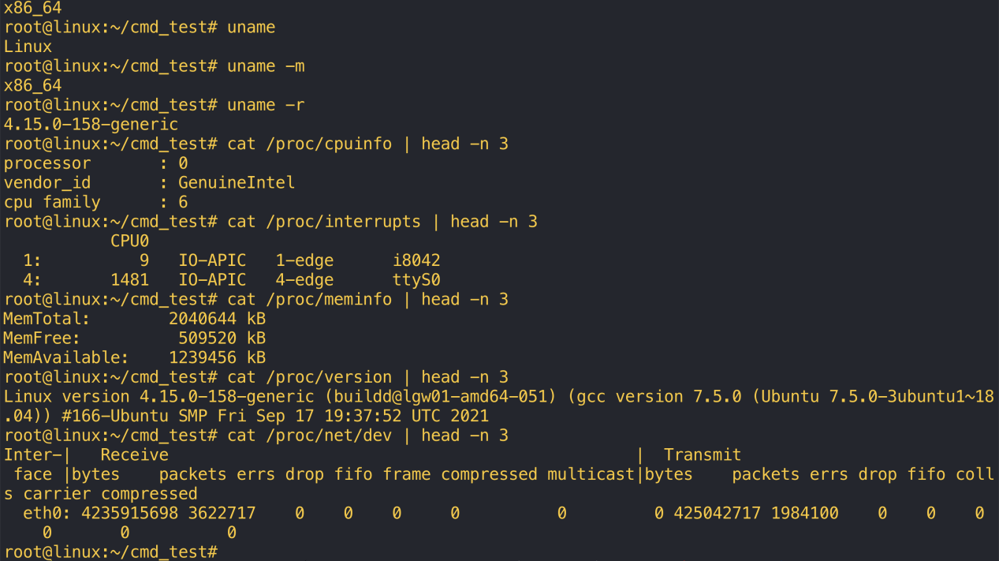 x86_64
root@linux:~/cmd_test# uname
Linux
root@linux:~/cmd_test# uname -m
x86_64
root@linux:~/cmd_test# uname -r
4.15.0-158-generic
root@linux:~/cmd_test# cat /proc/cpuinfo | head -n 3
processor       : 0
vendor_id       : GenuineIntel
cpu family      : 6
root@linux:~/cmd_test# cat /proc/interrupts | head -n 3
           CPU0
  1:          9   IO-APIC   1-edge      i8042
  4:       1481   IO-APIC   4-edge      ttyS0
root@linux:~/cmd_test# cat /proc/meminfo | head -n 3
MemTotal:        2040644 kB
MemFree:          509520 kB
MemAvailable:    1239456 kB
root@linux:~/cmd_test# cat /proc/version | head -n 3
Linux version 4.15.0-158-generic (buildd@lgw01-amd64-051) (gcc version 7.5.0 (Ubuntu 7.5.0-3ubuntu1~18
.04)) #166-Ubuntu SMP Fri Sep 17 19:37:52 UTC 2021
root@linux:~/cmd_test# cat /proc/net/dev | head -n 3
Inter-|   Receive                                                |  Transmit
 face |bytes    packets errs drop fifo frame compressed multicast|bytes    packets errs drop fifo coll
s carrier compressed
  eth0: 4235915698 3622717    0    0    0     0          0         0 425042717 1984100    0    0    0
    0       0          0
root@linux:~/cmd_test#